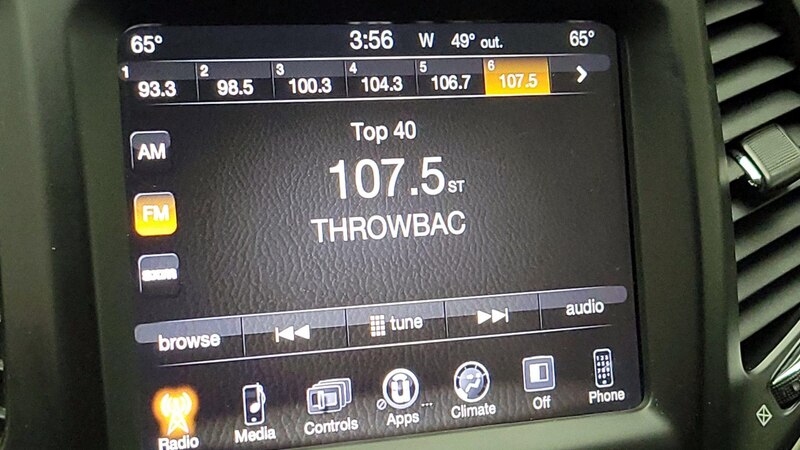 65° 3:56 W 49° out. 65°
1 93.3 2 98.5 3 100.3 4 104.3 5 106.7 6 107.5
Top 40
AM
107.5 ST
FM
THROWBAC
browse tune audio
Radio Media Controls Apps ... Climate Off Phone